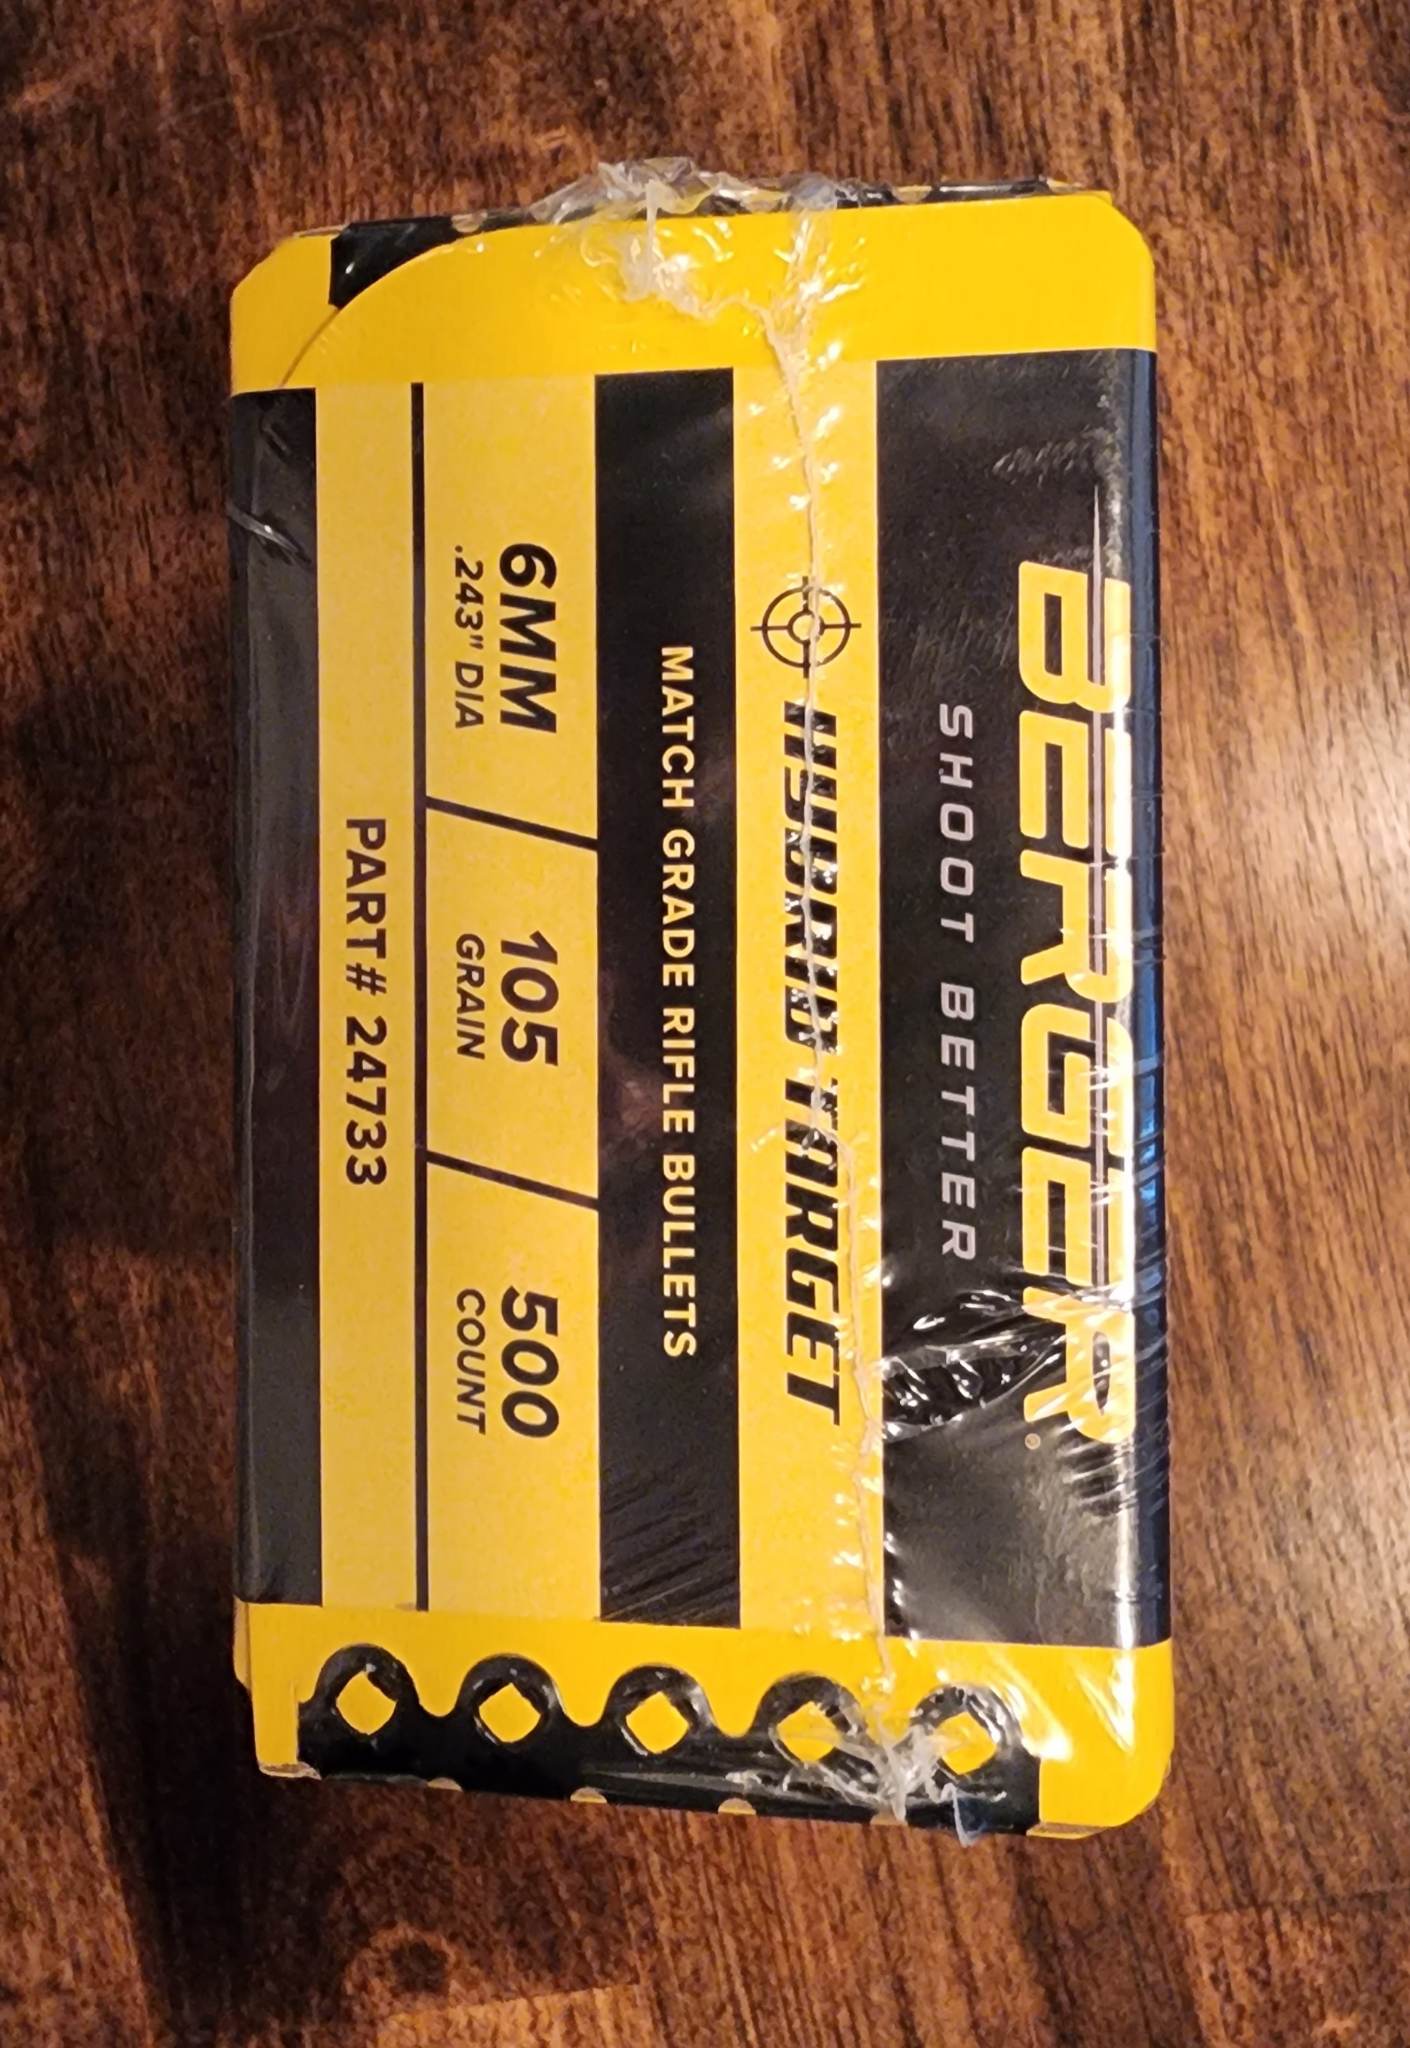 BERGER®
SHOOT BETTER
HYBRID TARGET
MATCH GRADE RIFLE BULLETS
6MM
.243" DIA
105
GRAIN
500
COUNT
PART# 24733